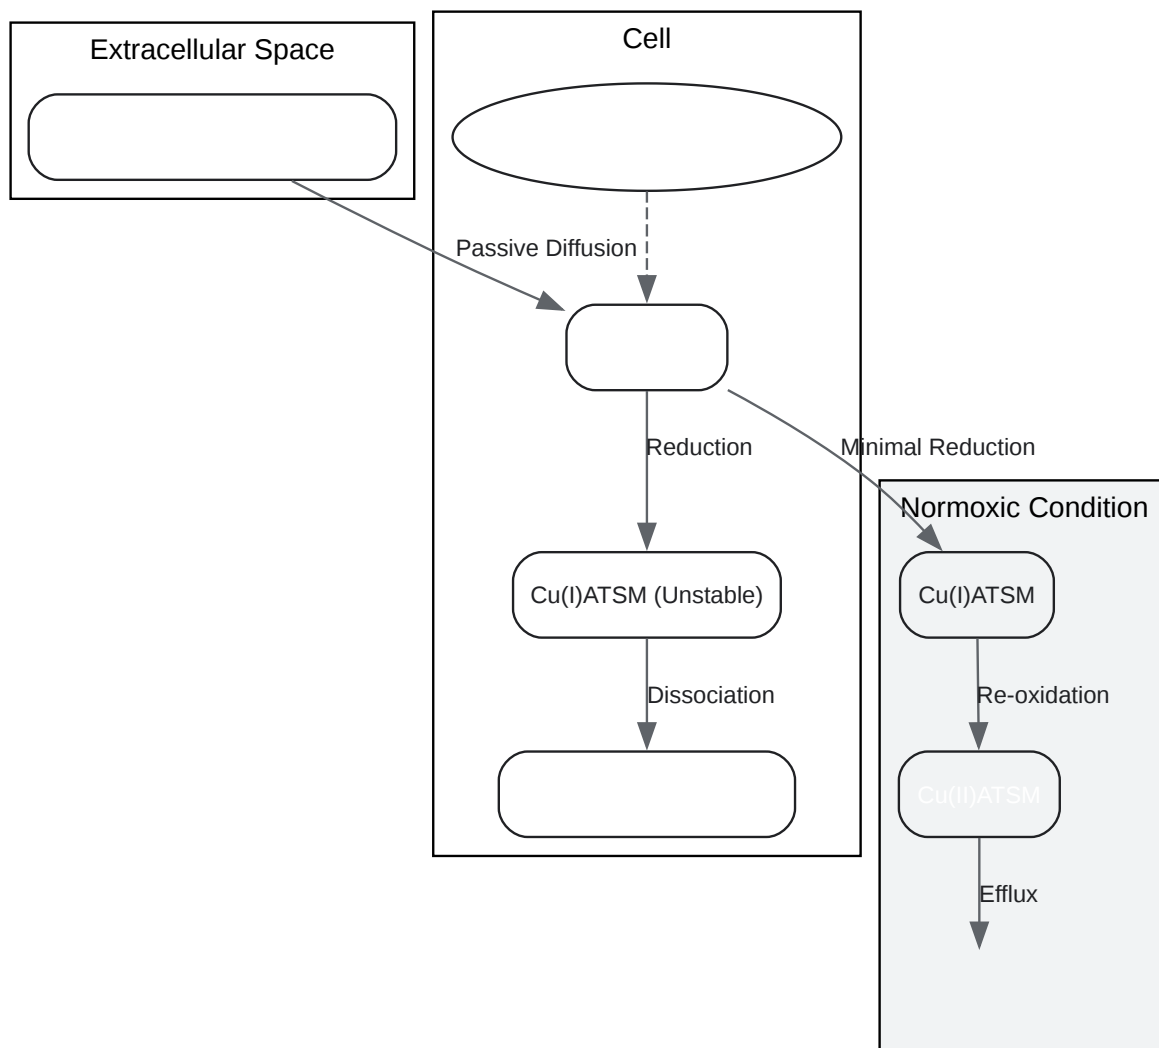 Extracellular Space
Cell
Passive Diffusion
Reduction
Minimal Reduction
Normoxic Condition
Cu(I)ATSM (Unstable)
Cu(I)ATSM
Dissociation
Re-oxidation
Cu(II)ATSM
Efflux